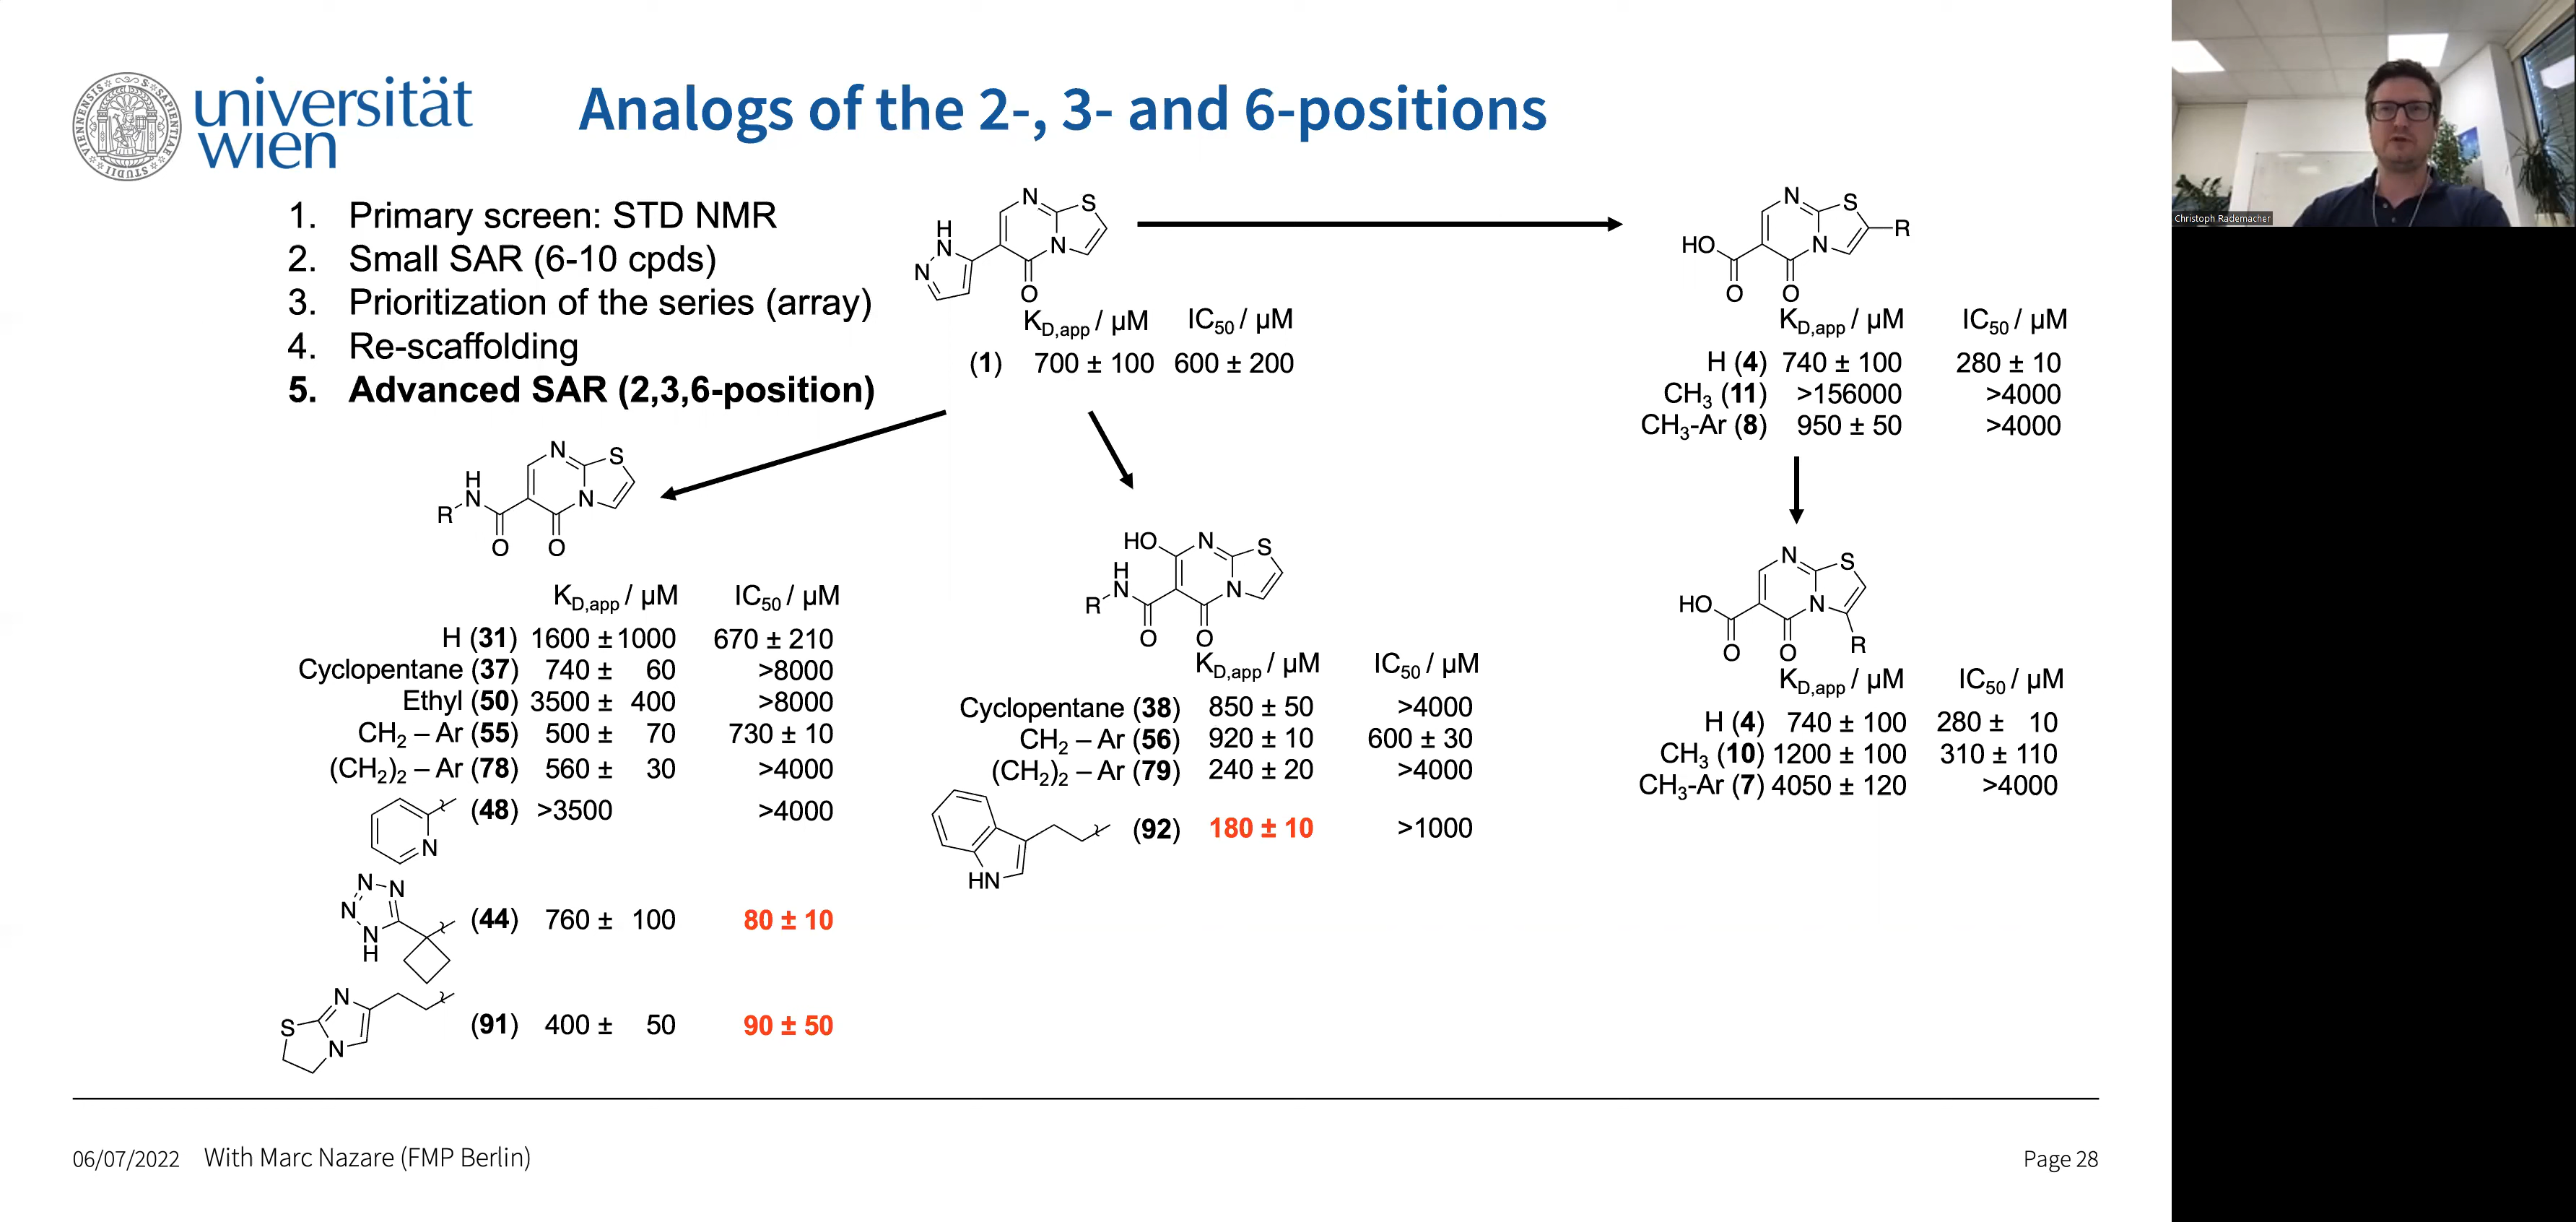 universität
wien
Analogs of the 2-, 3- and 6-positions
1. Primary screen: STD NMR
2. Small SAR (6-10 cpds)
3. Prioritization of the series (array)
4. Re-scaffolding
5. Advanced SAR (2,3,6-position)
N S
H
N
N N
O
K_D,app / µM IC50 / µM
(1) 700 ± 100 600 ± 200
N S
R
HO N
O O
K_D,app / µM IC50 / µM
H (4) 740 ± 100 280 ± 10
CH3 (11) >156000 >4000
CH3-Ar (8) 950 ± 50 >4000
N S
H
N N
R
O O
K_D,app / µM IC50 / µM
H (31) 1600 ± 1000 670 ± 210
Cyclopentane (37) 740 ± 60 >8000
Ethyl (50) 3500 ± 400 >8000
CH2 – Ar (55) 500 ± 70 730 ± 10
(CH2)2 – Ar (78) 560 ± 30 >4000
(48) >3500 >4000
N
N N
N
N
H
(44) 760 ± 100 80 ± 10
N
S
N
(91) 400 ± 50 90 ± 50
HO N S
H
N N
R
O O
K_D,app / µM IC50 / µM
Cyclopentane (38) 850 ± 50 >4000
CH2 – Ar (56) 920 ± 10 600 ± 30
(CH2)2 – Ar (79) 240 ± 20 >4000
(92) 180 ± 10 >1000
HN
N S
HO N
R
O O
K_D,app / µM IC50 / µM
H (4) 740 ± 100 280 ± 10
CH3 (10) 1200 ± 100 310 ± 110
CH3-Ar (7) 4050 ± 120 >4000
06/07/2022 With Marc Nazare (FMP Berlin)
Page 28
Christoph Rademacher